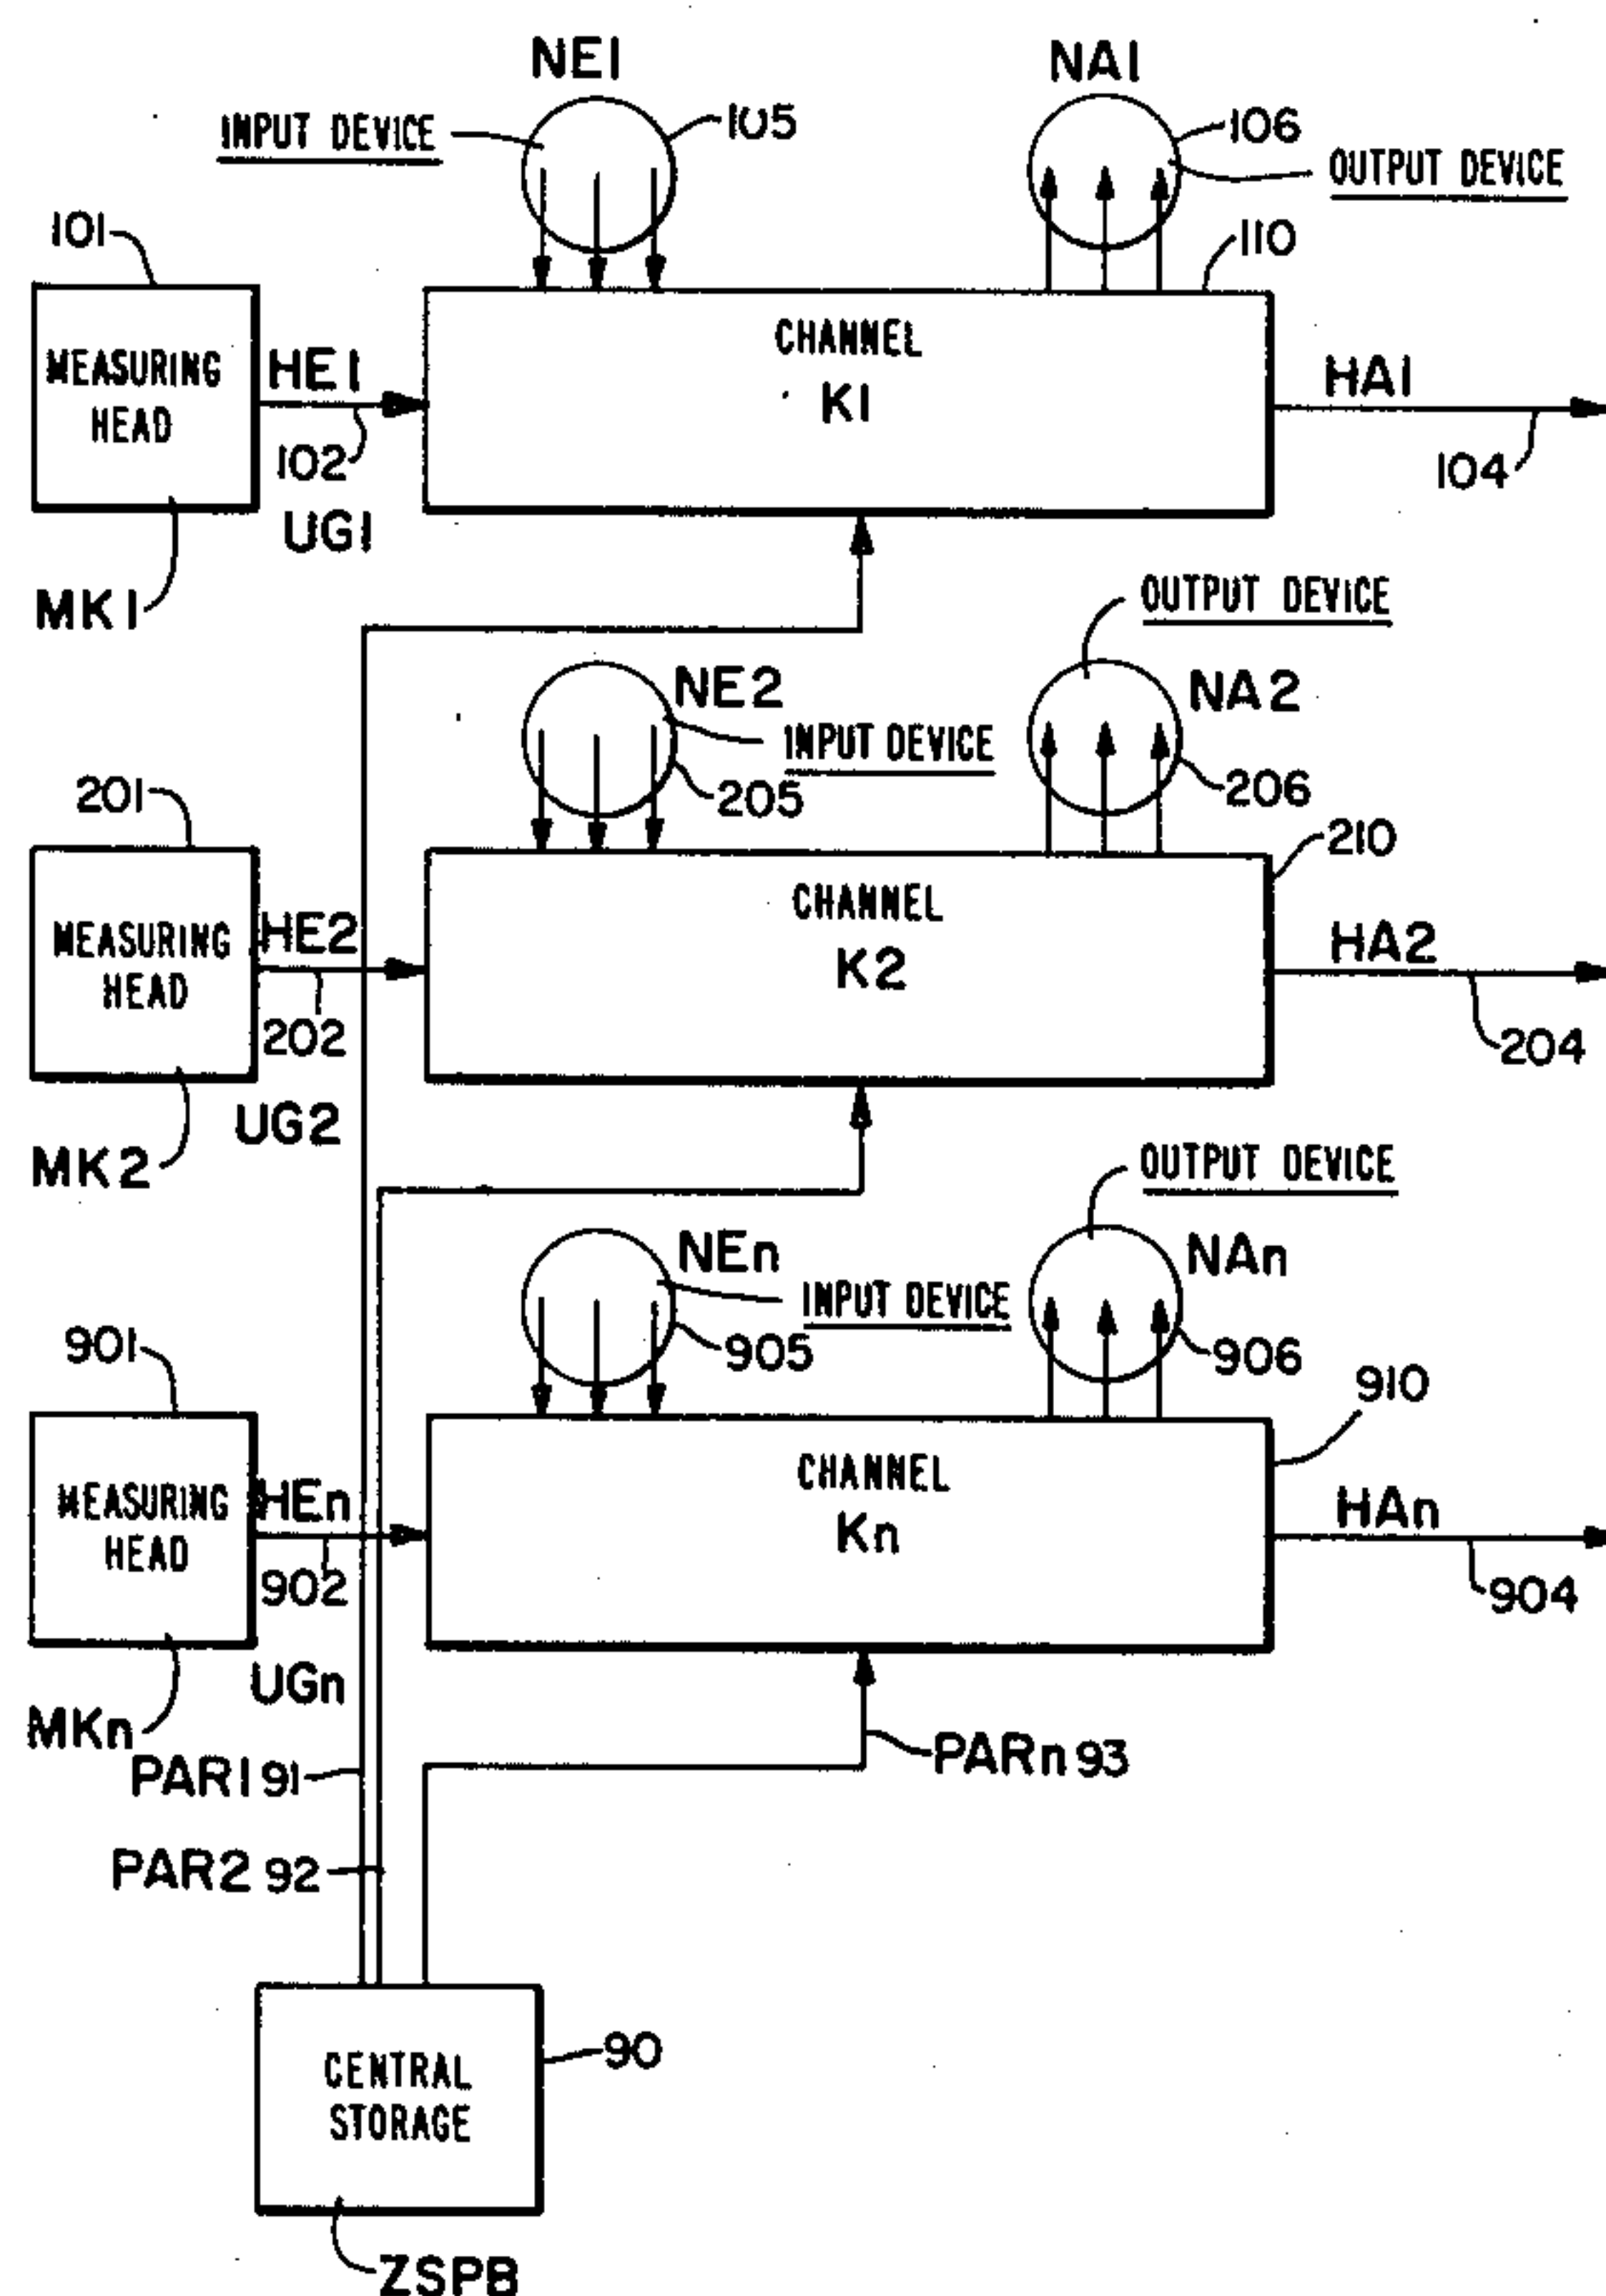 NE1
NA1
INPUT DEVICE
105
106
OUTPUT DEVICE
101
110
MEASURING
HEAD
HE1
CHANNEL
K1
HA1
102
104
UG1
MK1
OUTPUT DEVICE
NE2
NA2
INPUT DEVICE
201
205
206
210
MEASURING
HEAD
HE2
CHANNEL
K2
HA2
202
204
UG2
MK2
OUTPUT DEVICE
NEn
NAn
INPUT DEVICE
901
905
906
910
MEASURING
HEAD
HEn
CHANNEL
Kn
HAn
902
904
UGn
MKn
PAR1 91
PARn 93
PAR2 92
CENTRAL
STORAGE
90
ZSPB